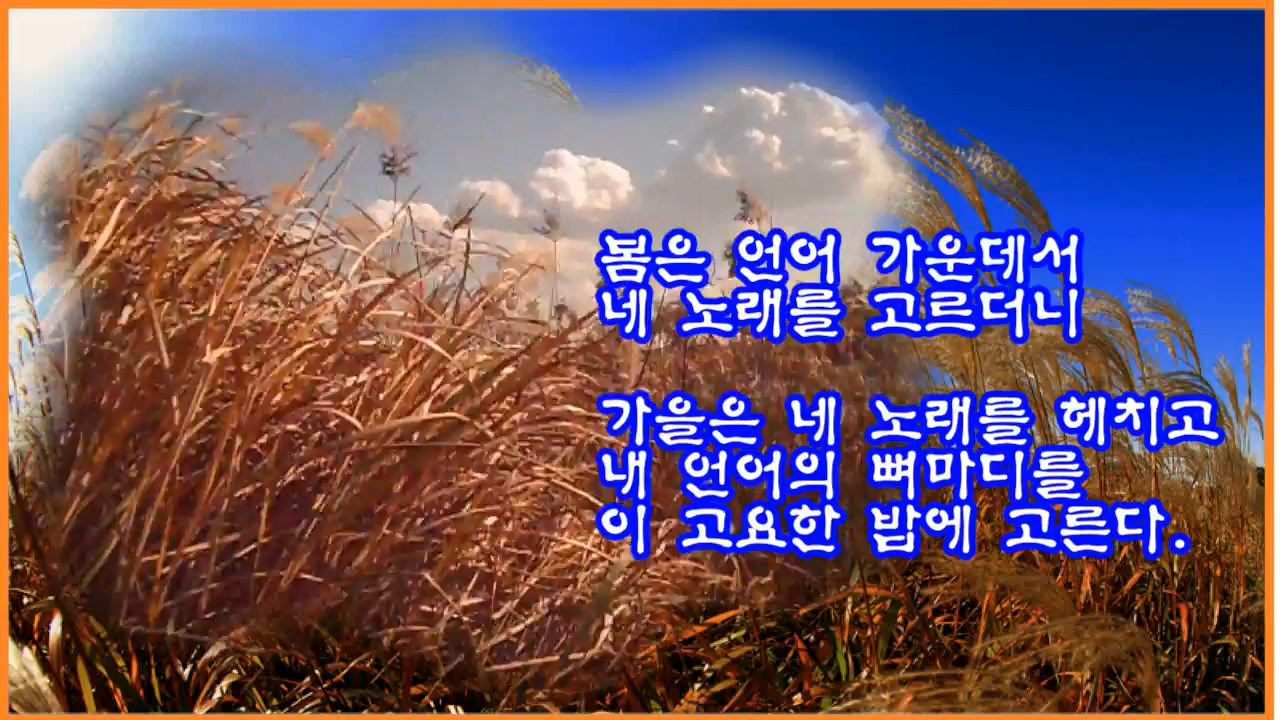 봄은 언어 가운데서
네 노래를 고르더니
가을은 네 노래를 헤치고
내 언어의 뼈마디를
이 고요한 밤에 고른다.